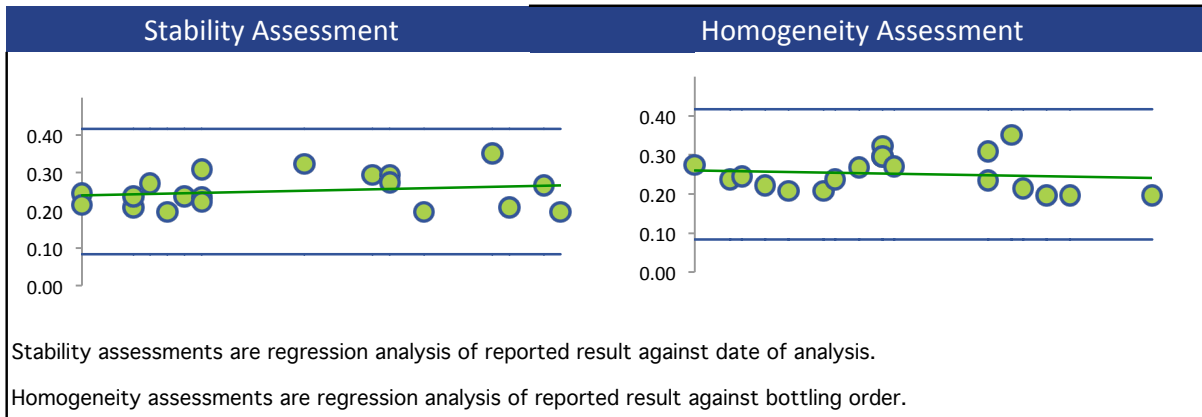 Stability Assessment
Homogeneity Assessment
0.40
0.30
0.20
0.10
0.00
0.40
0.30
0.20
0.10
0.00
Stability assessments are regression analysis of reported result against date of analysis.
Homogeneity assessments are regression analysis of reported result against bottling order.